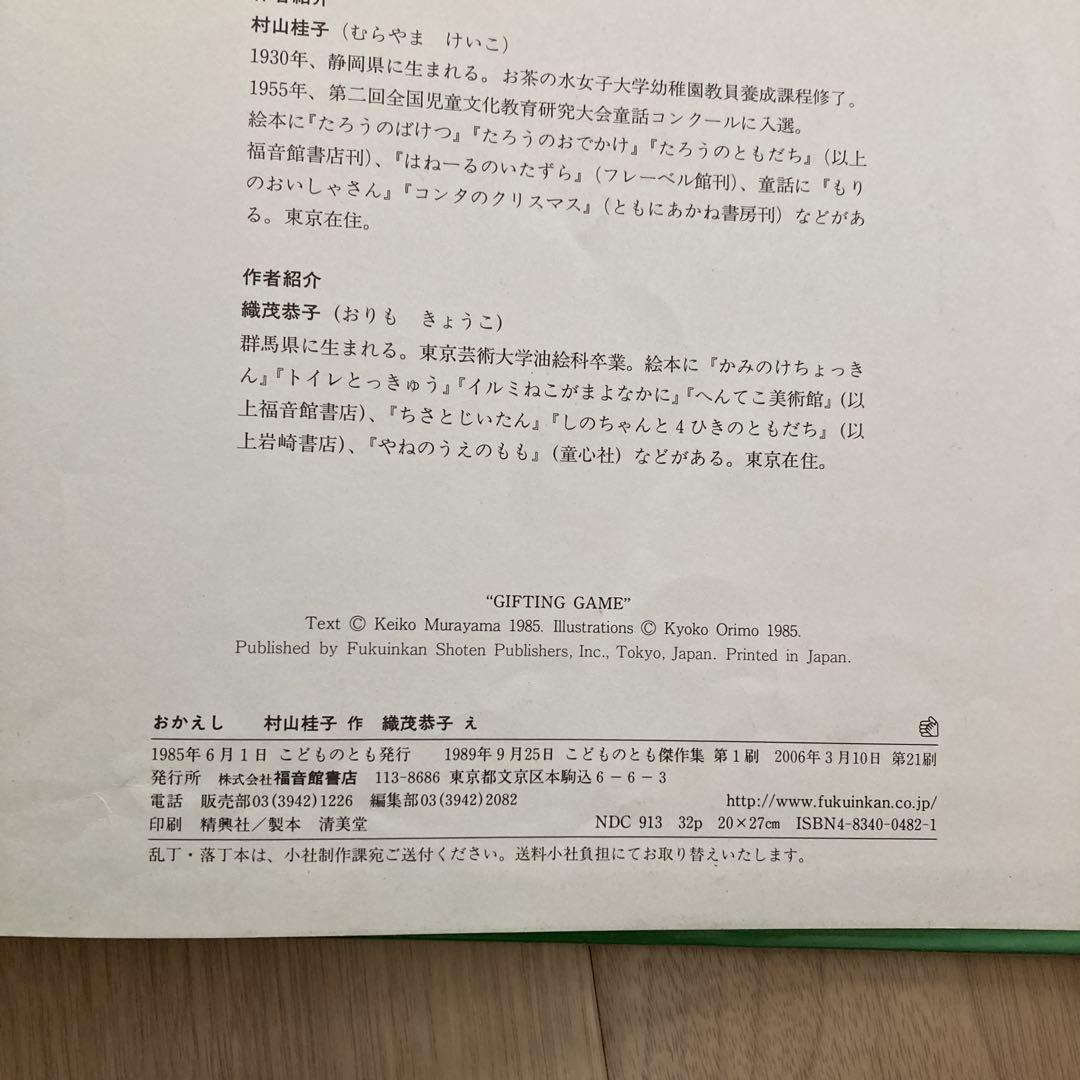 作者紹介
村山桂子（むらやま　けいこ）
1930年、静岡県に生まれる。お茶の水女子大学幼稚園教員養成課程修了。
1955年、第二回全国児童文化教育研究大会童話コンクールに入選。
絵本に『たろうのばけつ』『たろうのおでかけ』『たろうのともだち』（以上
福音館書店刊）、『はねーるのいたずら』（フレーベル館刊）、童話に『もり
のおいしゃさん』『コンタのクリスマス』（ともにあかね書房刊）などがあ
る。東京在住。
作者紹介
織茂恭子（おりも　きょうこ）
群馬県に生まれる。東京芸術大学油絵科卒業。絵本に『かみのけちょっき
ん』『トイレとっきゅう』『イルミねこがまよなかに』『へんてこ美術館』（以
上福音館書店）、『ちさとじいたん』『しのちゃんと４ひきのともだち』（以
上岩崎書店）、『やねのうえのもも』（童心社）などがある。東京在住。
“GIFTING GAME”
Text © Keiko Murayama 1985. Illustrations © Kyoko Orimo 1985.
Published by Fukuinkan Shoten Publishers, Inc., Tokyo, Japan. Printed in Japan.
おかえし　村山桂子 作　織茂恭子 え
1985年６月１日 こどものとも発行　1989年９月25日 こどものとも傑作集 第１刷　2006年３月10日 第21刷
発行所　株式会社福音館書店　113-8686 東京都文京区本駒込６－６－３
電話　販売部03(3942)1226　編集部03(3942)2082　http://www.fukuinkan.co.jp/
印刷　精興社／製本　清美堂　NDC 913　32p　20×27cm　ISBN4-8340-0482-1
乱丁・落丁本は、小社制作課宛ご送付ください。送料小社負担にてお取り替えいたします。